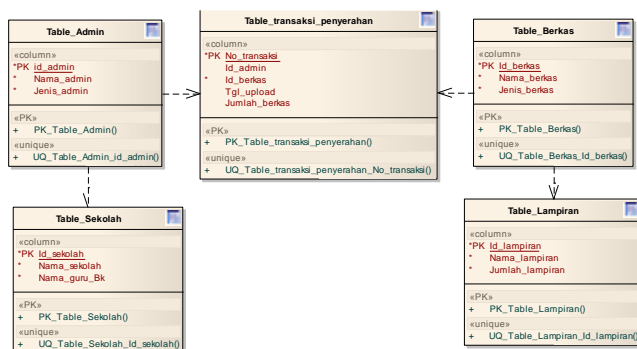 Table_Admin
«column»
*PK id_admin
* Nama_admin
* Jenis_admin
«PK»
+ PK_Table_Admin()
«unique»
+ UQ_Table_Admin_id_admin()
Table_transaksi_penyerahan
«column»
*PK No_transaksi
Id_admin
* Id_berkas
Tgl_upload
Jumlah_berkas
«PK»
+ PK_Table_transaksi_penyerahan()
«unique»
+ UQ_Table_transaksi_penyerahan_No_transaksi()
Table_Berkas
«column»
*PK Id_berkas
* Nama_berkas
* Jenis_berkas
«PK»
+ PK_Table_Berkas()
«unique»
+ UQ_Table_Berkas_Id_berkas()
Table_Sekolah
«column»
*PK Id_sekolah
* Nama_sekolah
* Nama_guru_Bk
«PK»
+ PK_Table_Sekolah()
«unique»
+ UQ_Table_Sekolah_Id_sekolah()
Table_Lampiran
«column»
*PK Id_lampiran
* Nama_lampiran
* Jumlah_lampiran
«PK»
+ PK_Table_Lampiran()
«unique»
+ UQ_Table_Lampiran_Id_lampiran()